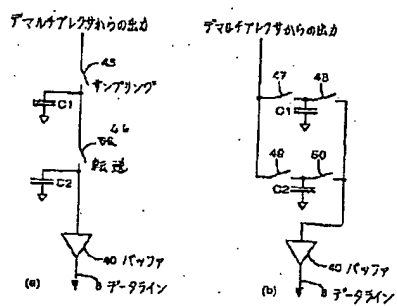 デマルチプレクサからの出力
45
サンプリング
C1
46
転送
C2
40 バッファ
(a)
8 データライン
デマルチプレクサからの出力
47
48
C1
49
50
C2
40 バッファ
(b)
8 データライン